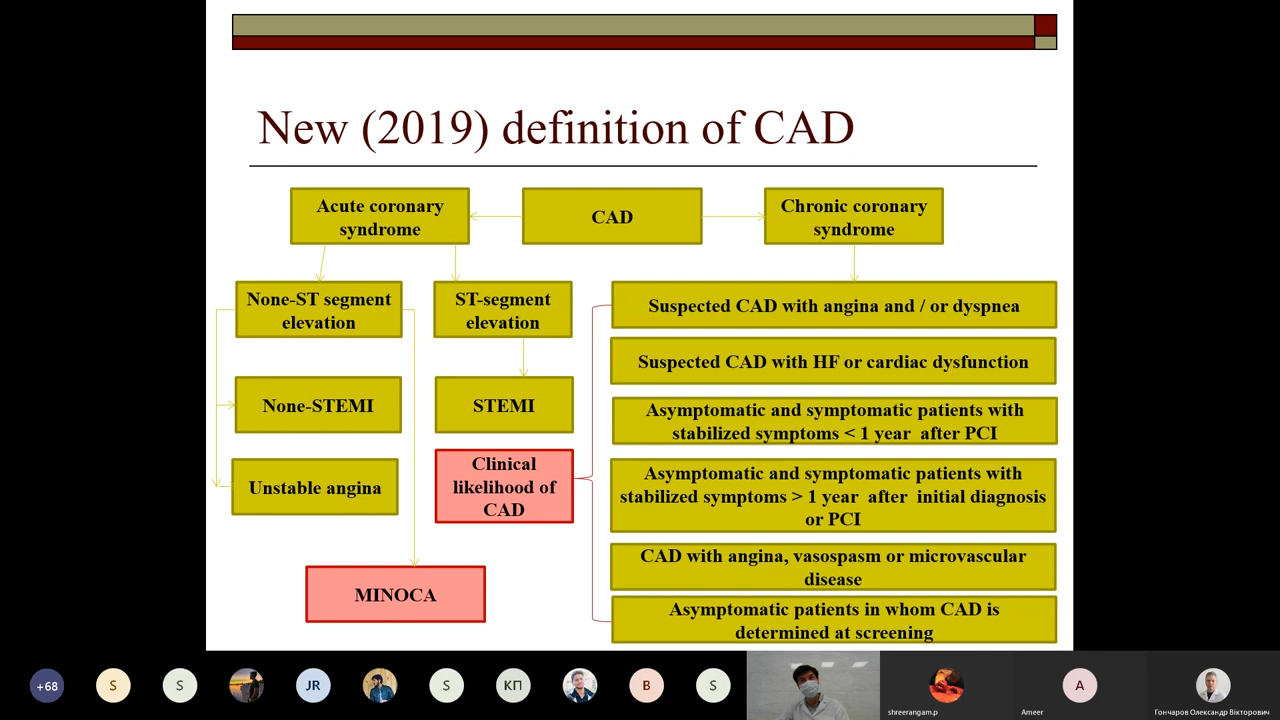 New (2019) definition of CAD
Acute coronary
syndrome
CAD
Chronic coronary
syndrome
None-ST segment
elevation
ST-segment
elevation
Suspected CAD with angina and / or dyspnea
Suspected CAD with HF or cardiac dysfunction
None-STEMI
STEMI
Asymptomatic and symptomatic patients with
stabilized symptoms < 1 year after PCI
Unstable angina
Clinical
likelihood of
CAD
Asymptomatic and symptomatic patients with
stabilized symptoms > 1 year after initial diagnosis
or PCI
CAD with angina, vasospasm or microvascular
disease
MINOCA
Asymptomatic patients in whom CAD is
determined at screening
+68
S
S
JR
S
КП
B
S
A
shreerangam.p
Ameer
Гончаров Олександр Вікторович